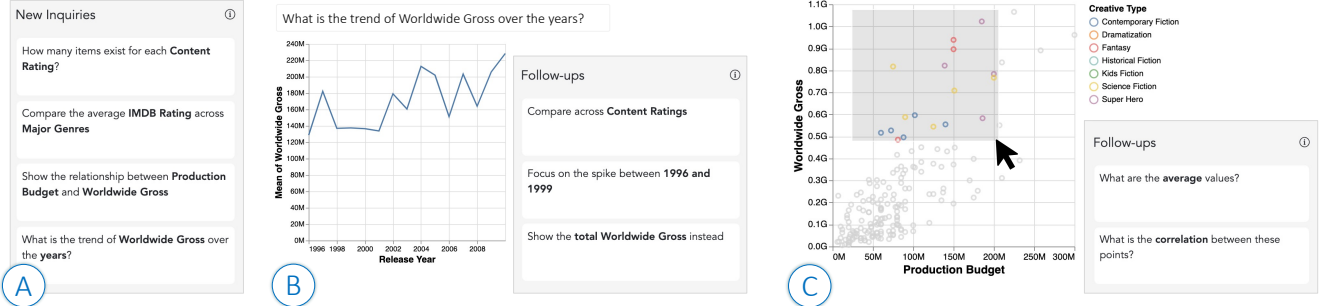 New Inquiries
How many items exist for each Content
Rating?
Compare the average IMDB Rating across
Major Genres
Show the relationship between Production
Budget and Worldwide Gross
What is the trend of Worldwide Gross over
the years?
A
What is the trend of Worldwide Gross over the years?
Mean of Worldwide Gross
240M
220M
200M
180M
160M
140M
120M
100M
80M
60M
40M
20M
0M
1996 1998 2000 2002 2004 2006 2008
Release Year
Follow-ups
Compare across Content Ratings
Focus on the spike between 1996 and
1999
Show the total Worldwide Gross instead
B
Worldwide Gross
1.1G
1.0G
0.9G
0.8G
0.7G
0.6G
0.5G
0.4G
0.3G
0.2G
0.1G
0.0G
0M 50M 100M 150M 200M 250M 300M
Production Budget
Creative Type
Contemporary Fiction
Dramatization
Fantasy
Historical Fiction
Kids Fiction
Science Fiction
Super Hero
Follow-ups
What are the average values?
What is the correlation between these
points?
C